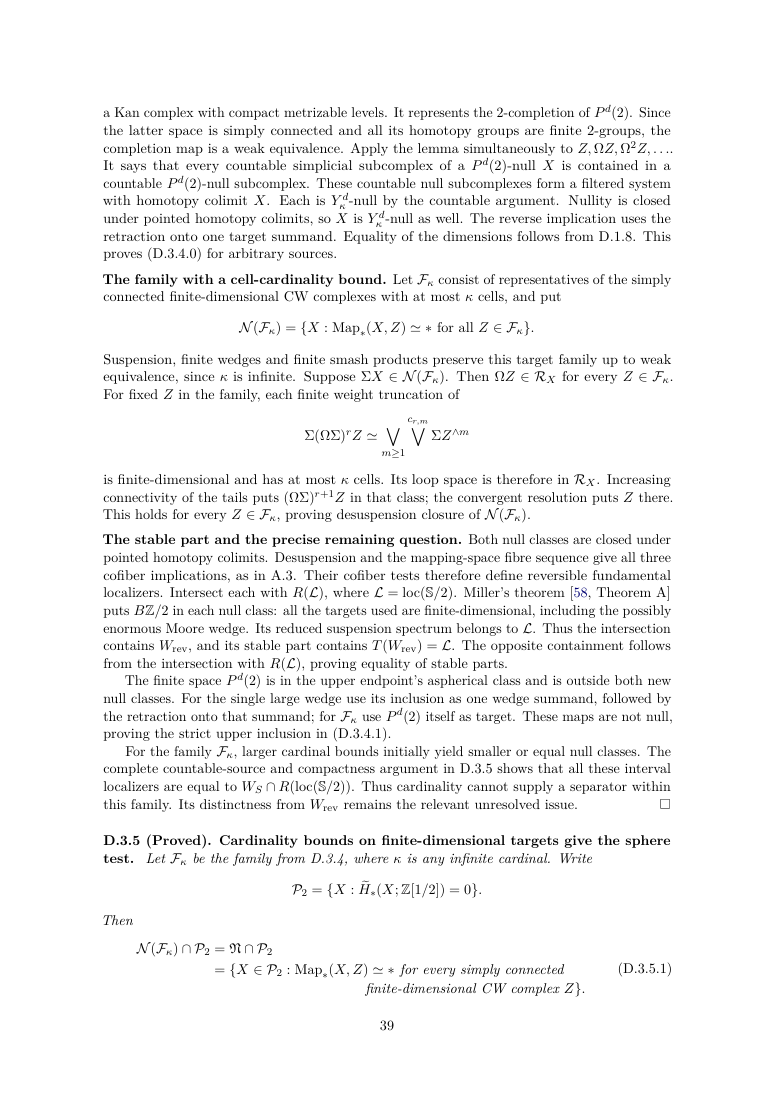 a Kan complex with compact metrizable levels. It represents the 2-completion of P^d(2). Since
the latter space is simply connected and all its homotopy groups are finite 2-groups, the
completion map is a weak equivalence. Apply the lemma simultaneously to Z, ΩZ, Ω²Z, . . ..
It says that every countable simplicial subcomplex of a P^d(2)-null X is contained in a
countable P^d(2)-null subcomplex. These countable null subcomplexes form a filtered system
with homotopy colimit X. Each is Y_κ^d-null by the countable argument. Nullity is closed
under pointed homotopy colimits, so X is Y_κ^d-null as well. The reverse implication uses the
retraction onto one target summand. Equality of the dimensions follows from D.1.8. This
proves (D.3.4.0) for arbitrary sources.
The family with a cell-cardinality bound. Let F_κ consist of representatives of the simply
connected finite-dimensional CW complexes with at most κ cells, and put
N(F_κ) = {X : Map_*(X, Z) ≃ * for all Z ∈ F_κ}.
Suspension, finite wedges and finite smash products preserve this target family up to weak
equivalence, since κ is infinite. Suppose ΣX ∈ N(F_κ). Then ΩZ ∈ R_X for every Z ∈ F_κ.
For fixed Z in the family, each finite weight truncation of
Σ(ΩΣ)^r Z ≃ ⋁_{m≥1} ⋁^{c_{r,m}} ΣZ^{∧m}
is finite-dimensional and has at most κ cells. Its loop space is therefore in R_X. Increasing
connectivity of the tails puts (ΩΣ)^{r+1}Z in that class; the convergent resolution puts Z there.
This holds for every Z ∈ F_κ, proving desuspension closure of N(F_κ).
The stable part and the precise remaining question. Both null classes are closed under
pointed homotopy colimits. Desuspension and the mapping-space fibre sequence give all three
cofiber implications, as in A.3. Their cofiber tests therefore define reversible fundamental
localizers. Intersect each with R(L), where L = loc(S/2). Miller's theorem [58, Theorem A]
puts BZ/2 in each null class: all the targets used are finite-dimensional, including the possibly
enormous Moore wedge. Its reduced suspension spectrum belongs to L. Thus the intersection
contains W_rev, and its stable part contains T(W_rev) = L. The opposite containment follows
from the intersection with R(L), proving equality of stable parts.
The finite space P^d(2) is in the upper endpoint's aspherical class and is outside both new
null classes. For the single large wedge use its inclusion as one wedge summand, followed by
the retraction onto that summand; for F_κ use P^d(2) itself as target. These maps are not null,
proving the strict upper inclusion in (D.3.4.1).
For the family F_κ, larger cardinal bounds initially yield smaller or equal null classes. The
complete countable-source and compactness argument in D.3.5 shows that all these interval
localizers are equal to W_S ∩ R(loc(S/2)). Thus cardinality cannot supply a separator within
this family. Its distinctness from W_rev remains the relevant unresolved issue. □
D.3.5 (Proved). Cardinality bounds on finite-dimensional targets give the sphere
test. Let F_κ be the family from D.3.4, where κ is any infinite cardinal. Write
P_2 = {X : H̃_*(X; Z[1/2]) = 0}.
Then
N(F_κ) ∩ P_2 = 𝔑 ∩ P_2
= {X ∈ P_2 : Map_*(X, Z) ≃ * for every simply connected (D.3.5.1)
finite-dimensional CW complex Z}.
39